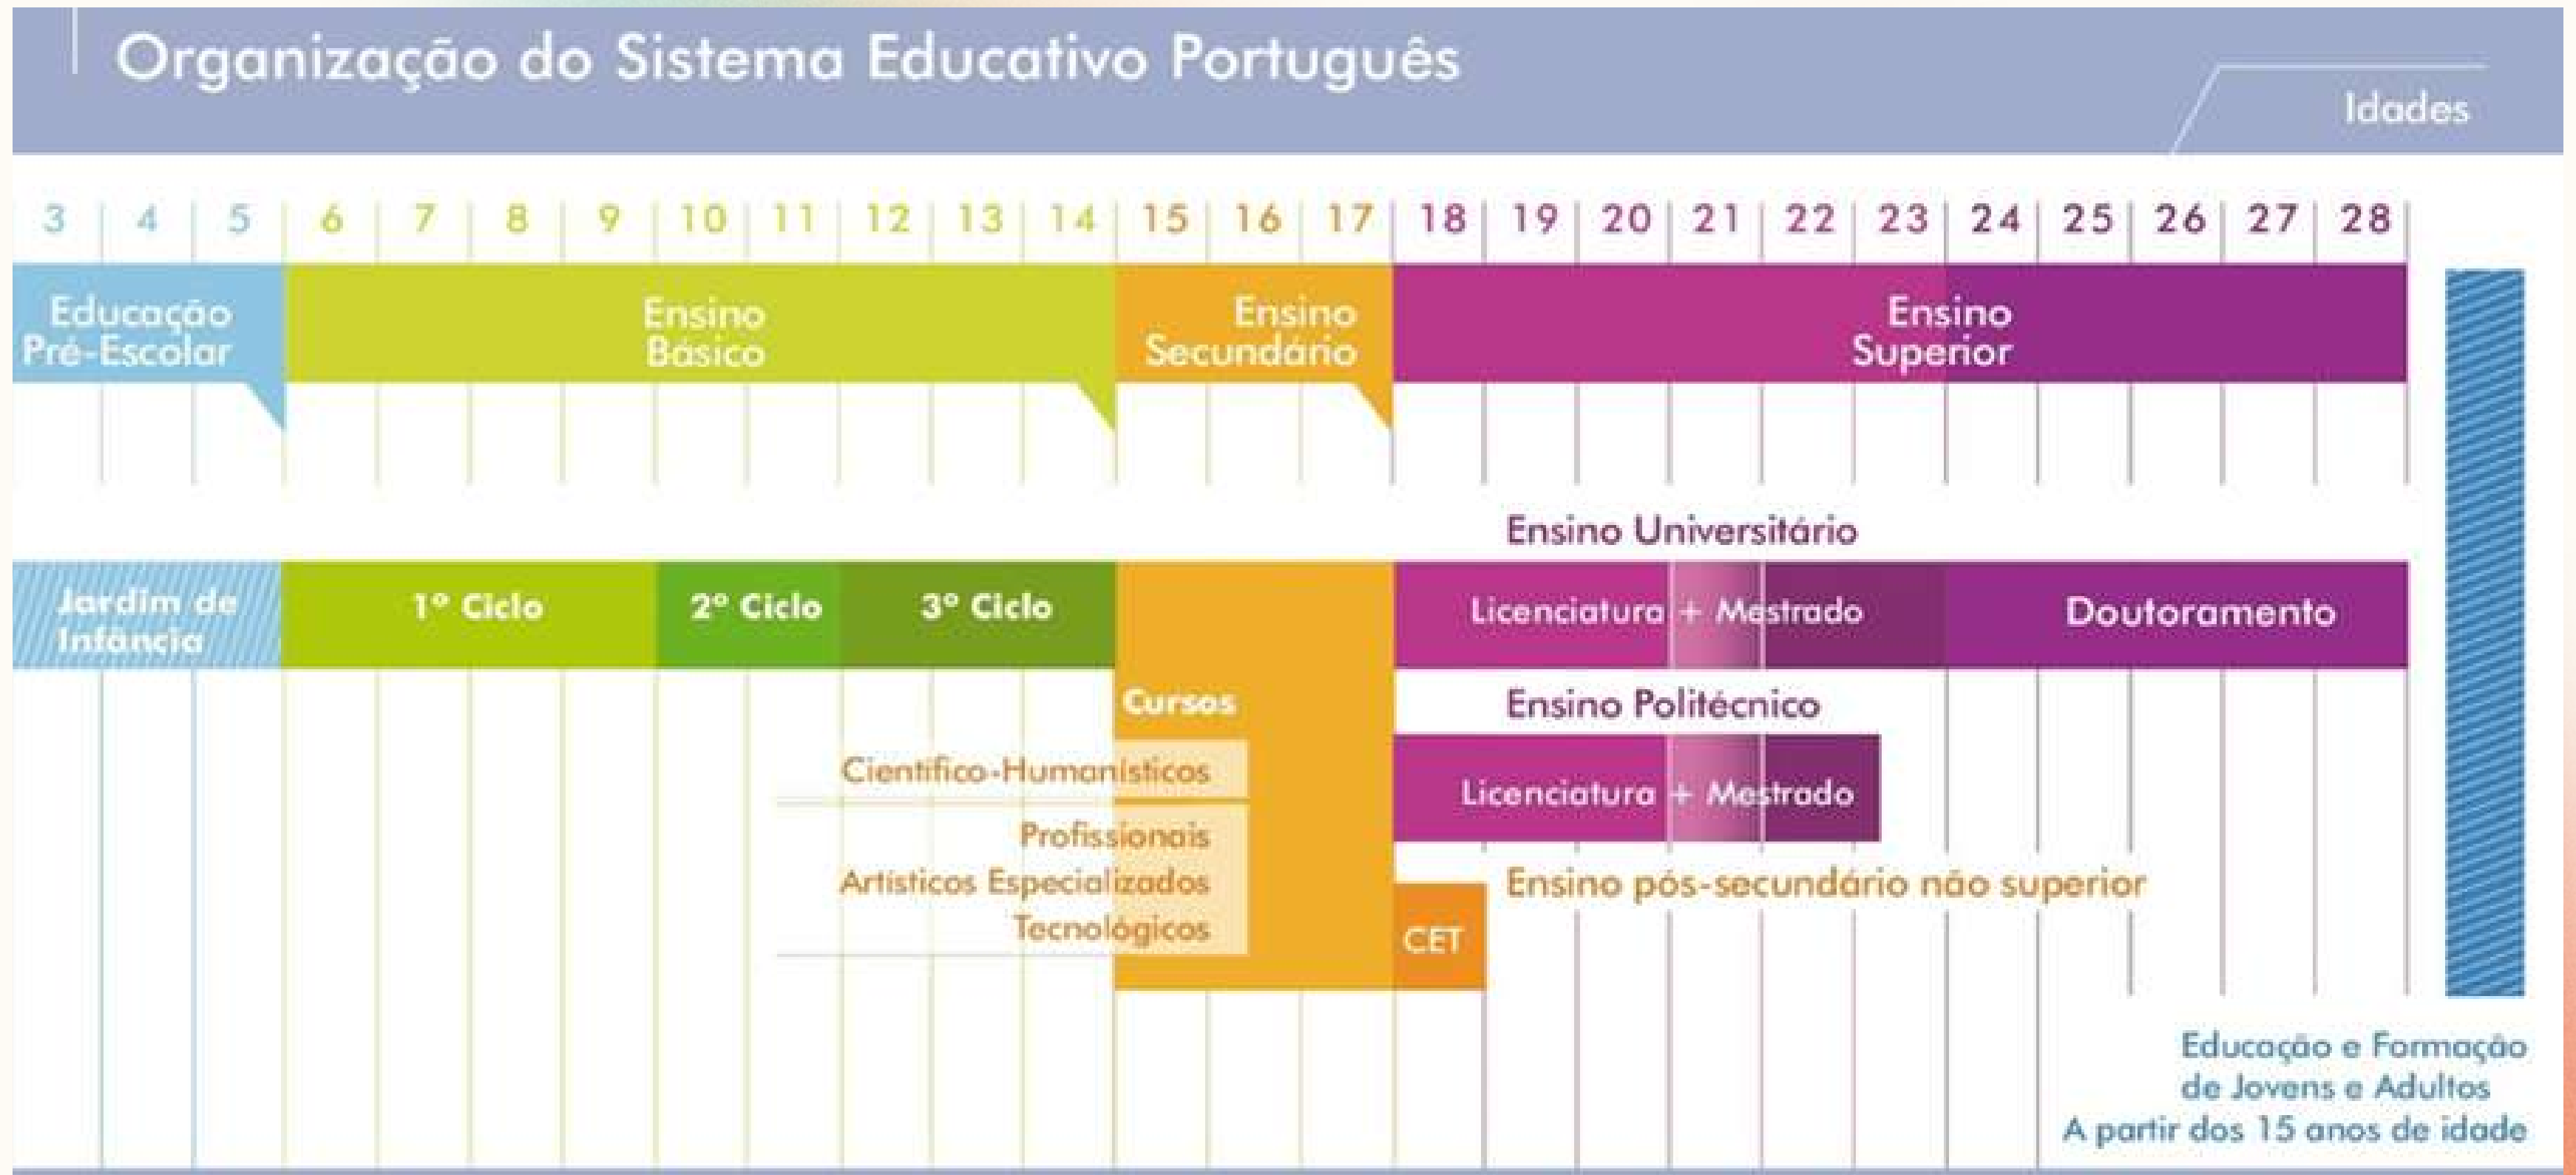 Organização do Sistema Educativo Português
Idades
3 4 5 6 7 8 9 10 11 12 13 14 15 16 17 18 19 20 21 22 23 24 25 26 27 28
Educação
Pré-Escolar
Ensino
Básico
Ensino
Secundário
Ensino
Superior
Ensino Universitário
Jardim de
Infância
1º Ciclo
2º Ciclo
3º Ciclo
Licenciatura + Mestrado
Doutoramento
Cursos
Científico-Humanísticos
Profissionais
Artísticos Especializados
Tecnológicos
Ensino Politécnico
Licenciatura + Mestrado
Ensino pós-secundário não superior
CET
Educação e Formação
de Jovens e Adultos
A partir dos 15 anos de idade